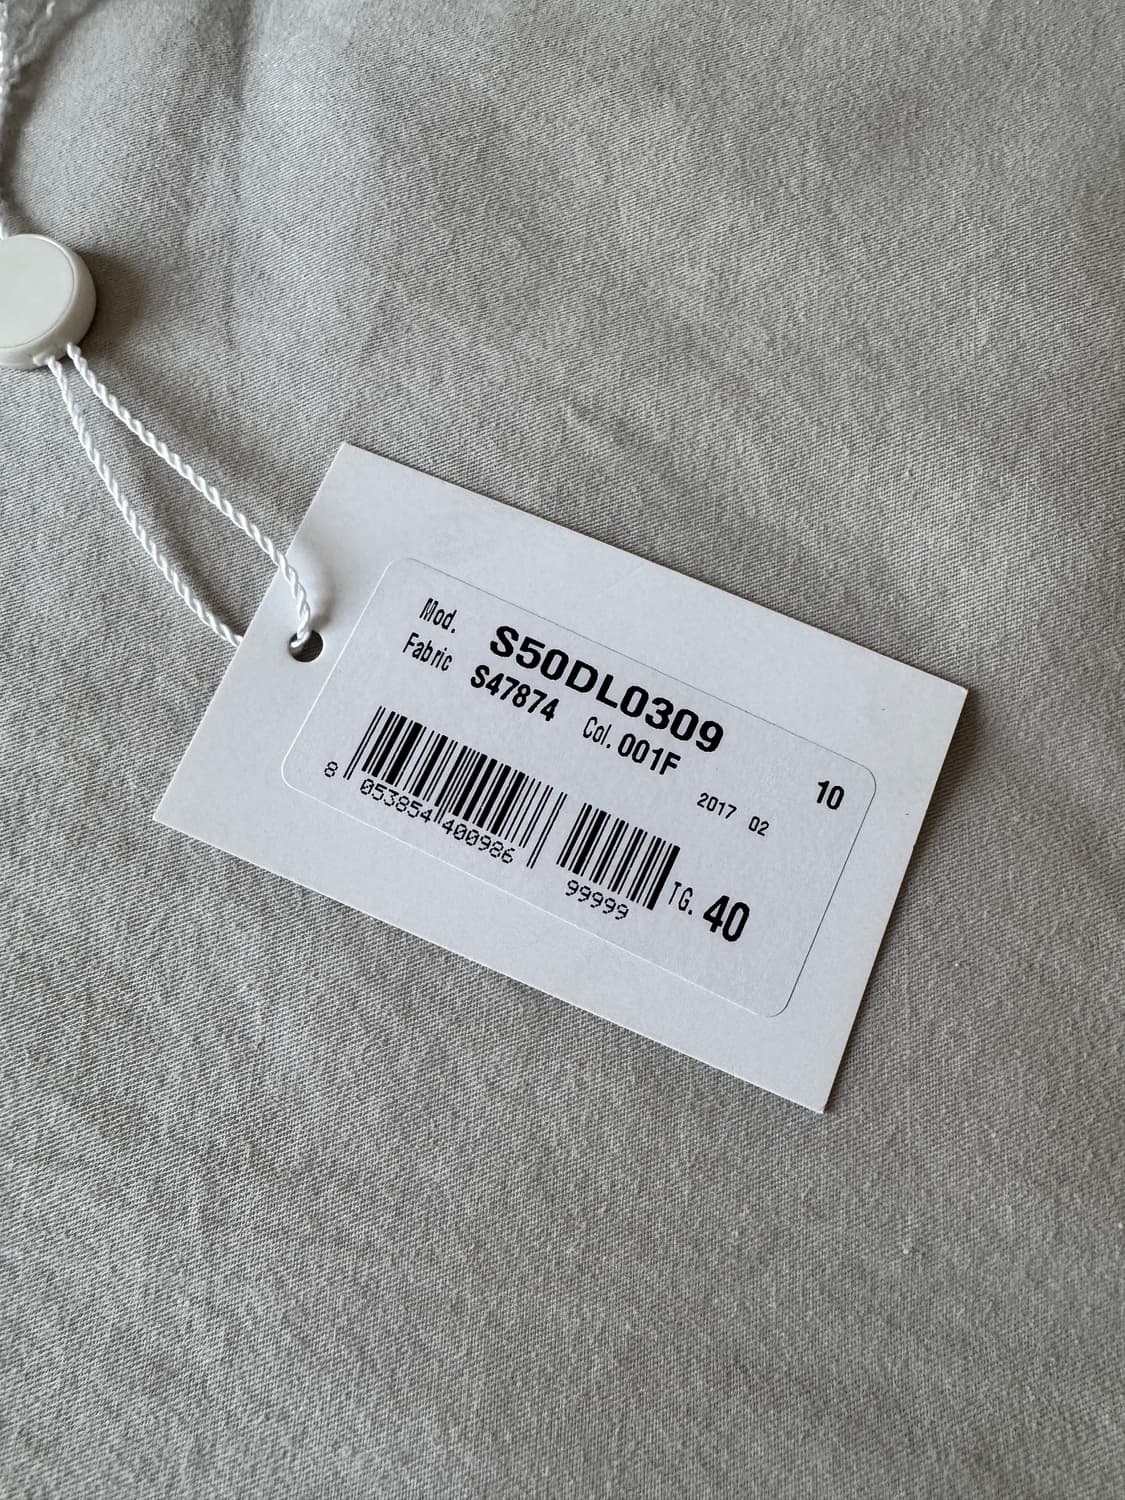 Mod. S50DL0309
Fabric S47874 Col. 001F
10
2017 02
8 053854 400986
99999
TG. 40